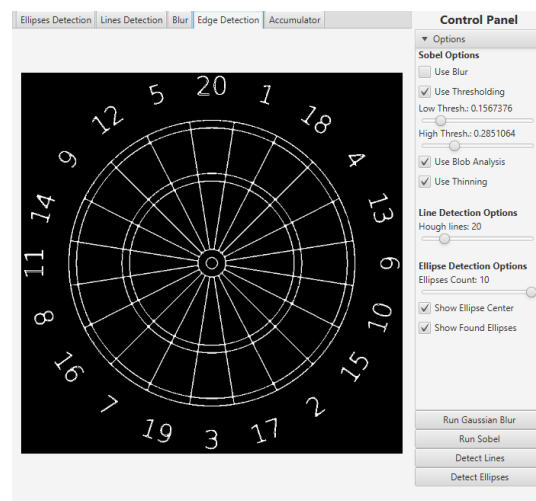 Ellipses Detection Lines Detection Blur Edge Detection Accumulator
Control Panel
Options
Sobel Options
Use Blur
Use Thresholding
Low Thresh.: 0.1567376
High Thresh.: 0.2851064
Use Blob Analysis
Use Thinning
Line Detection Options
Hough lines: 20
Ellipse Detection Options
Ellipses Count: 10
Show Ellipse Center
Show Found Ellipses
Run Gaussian Blur
Run Sobel
Detect Lines
Detect Ellipses
20
1
18
4
13
6
10
15
2
17
3
19
7
16
8
11
14
9
12
5